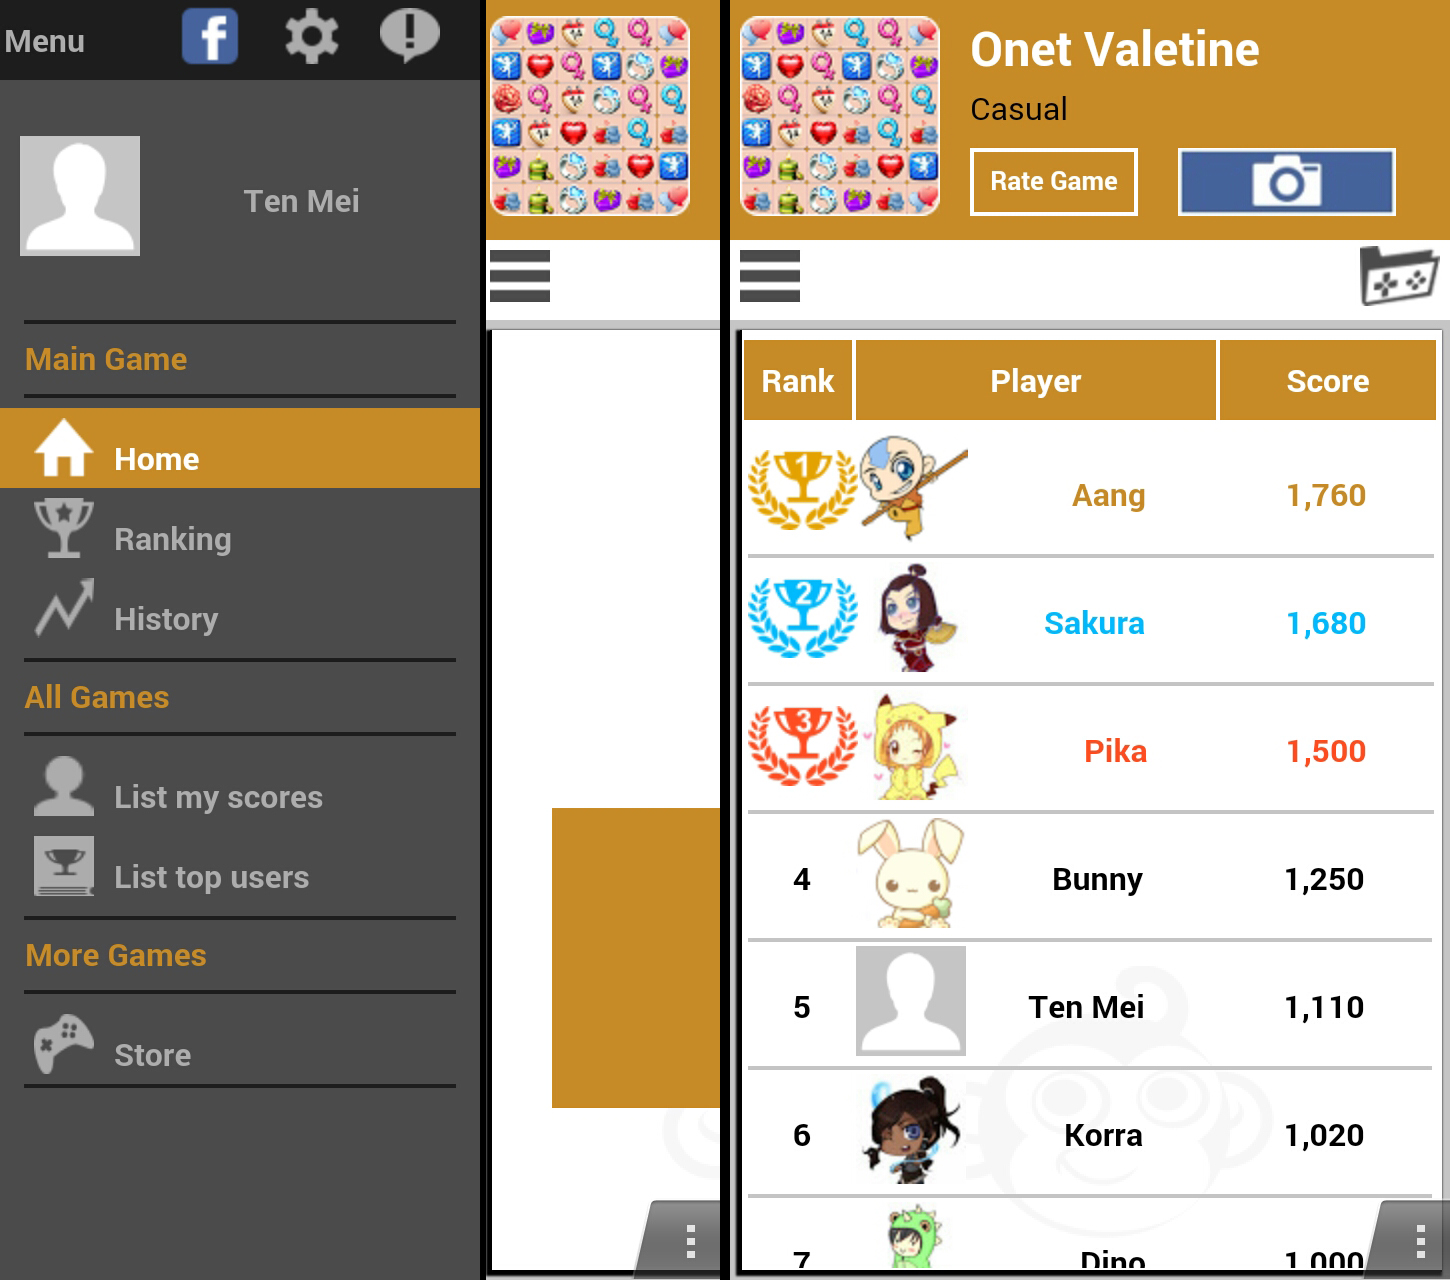 Menu
Ten Mei
Main Game
Home
Ranking
History
All Games
List my scores
List top users
More Games
Store
Onet Valetine
Casual
Rate Game
Rank Player Score
1 Aang 1,760
2 Sakura 1,680
3 Pika 1,500
4 Bunny 1,250
5 Ten Mei 1,110
6 Korra 1,020
7 Dino 1,000